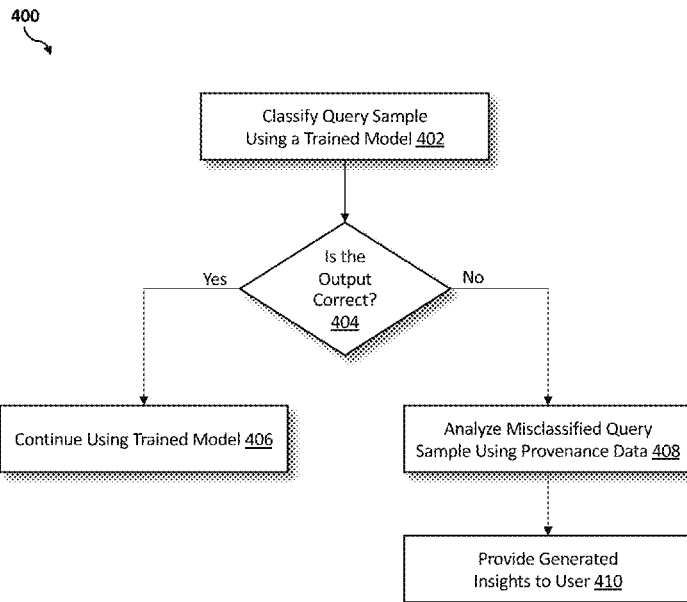 400
Classify Query Sample
Using a Trained Model 402
Is the
Output
Correct?
404
Yes
No
Continue Using Trained Model 406
Analyze Misclassified Query
Sample Using Provenance Data 408
Provide Generated
Insights to User 410